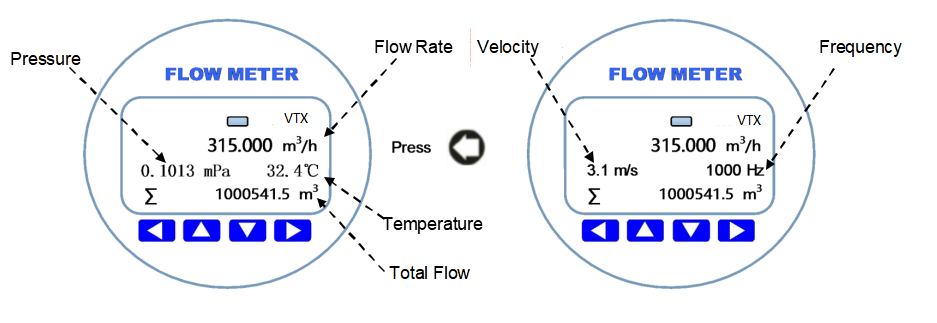 Pressure
Flow Rate
Velocity
Frequency
FLOW METER
VTX
315.000 m³/h
0.1013 mPa 32.4℃
Σ 1000541.5 m³
Temperature
Total Flow
Press
FLOW METER
VTX
315.000 m³/h
3.1 m/s 1000 Hz
Σ 1000541.5 m³